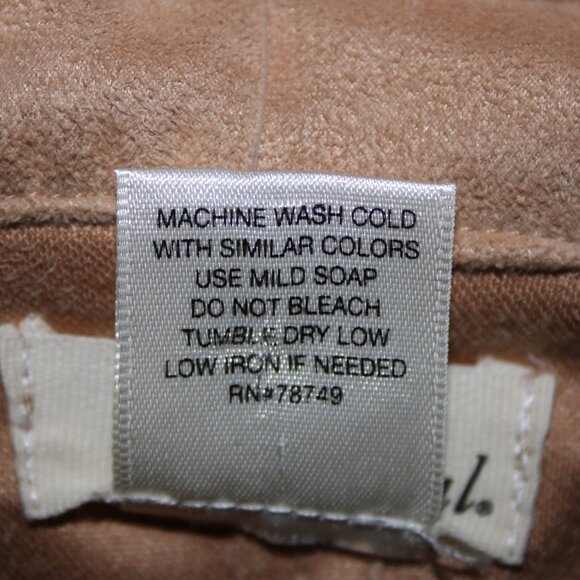 MACHINE WASH COLD
WITH SIMILAR COLORS
USE MILD SOAP
DO NOT BLEACH
TUMBLE DRY LOW
LOW IRON IF NEEDED
RN#78749